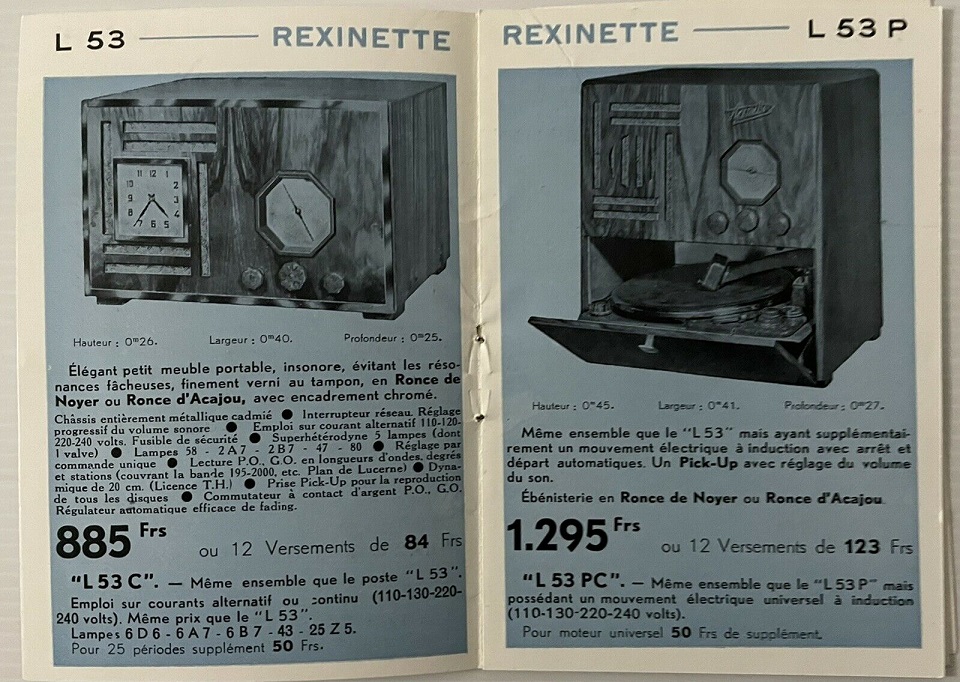 L 53 REXINETTE
12
11 1
10 2
9 3
8 4
7 6 5
Hauteur : 0m26. Largeur : 0m40. Profondeur : 0m25.
Élégant petit meuble portable, insonore, évitant les réso-
nances fâcheuses, finement verni au tampon, en Ronce de
Noyer ou Ronce d'Acajou, avec encadrement chromé.
Châssis entièrement métallique cadmié ● Interrupteur réseau. Réglage
progressif du volume sonore ● Emploi sur courant alternatif 110-120-
220-240 volts. Fusible de sécurité ● Superhétérodyne 5 lampes (dont
1 valve) ● Lampes 58 - 2A7 - 2B7 - 47 - 80 ● Réglage par
commande unique ● Lecture P.O., G.O. en longueurs d'ondes, degrés
et stations (couvrant la bande 195-2000, etc. Plan de Lucerne) ● Dyna-
mique de 20 cm. (Licence T.H.) ● Prise Pick-Up pour la reproduction
de tous les disques ● Commutateur à contact d'argent P.O., G.O.
Régulateur automatique efficace de fading.
885 Frs ou 12 Versements de 84 Frs
"L 53 C". — Même ensemble que le poste "L 53".
Emploi sur courants alternatif ou continu (110-130-220-
240 volts). Même prix que le "L 53".
Lampes 6 D 6 - 6 A 7 - 6 B 7 - 43 - 25 Z 5.
Pour 25 périodes supplément 50 Frs.
REXINETTE L 53 P
Hauteur : 0m45. Largeur : 0m41. Profondeur : 0m27.
Même ensemble que le "L 53" mais ayant supplémentai-
rement un mouvement électrique à induction avec arrêt et
départ automatiques. Un Pick-Up avec réglage du volume
du son.
Ébénisterie en Ronce de Noyer ou Ronce d'Acajou
1.295 Frs ou 12 Versements de 123 Frs
"L 53 PC". — Même ensemble que le "L 53 P" mais
possédant un mouvement électrique universel à induction
(110-130-220-240 volts).
Pour moteur universel 50 Frs de supplément.